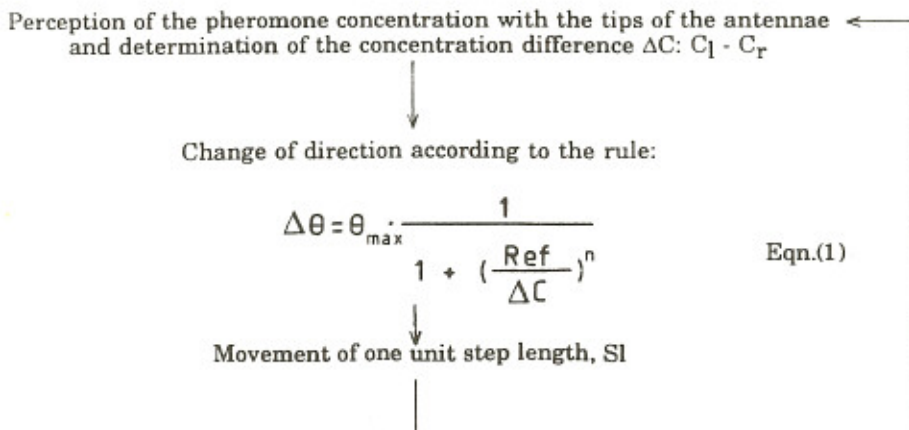 Perception of the pheromone concentration with the tips of the antennae
and determination of the concentration difference ΔC: Cl - Cr
Change of direction according to the rule:
Δθ = θmax · 1 / (1 + (Ref / ΔC)^n)
Eqn.(1)
Movement of one unit step length, Sl